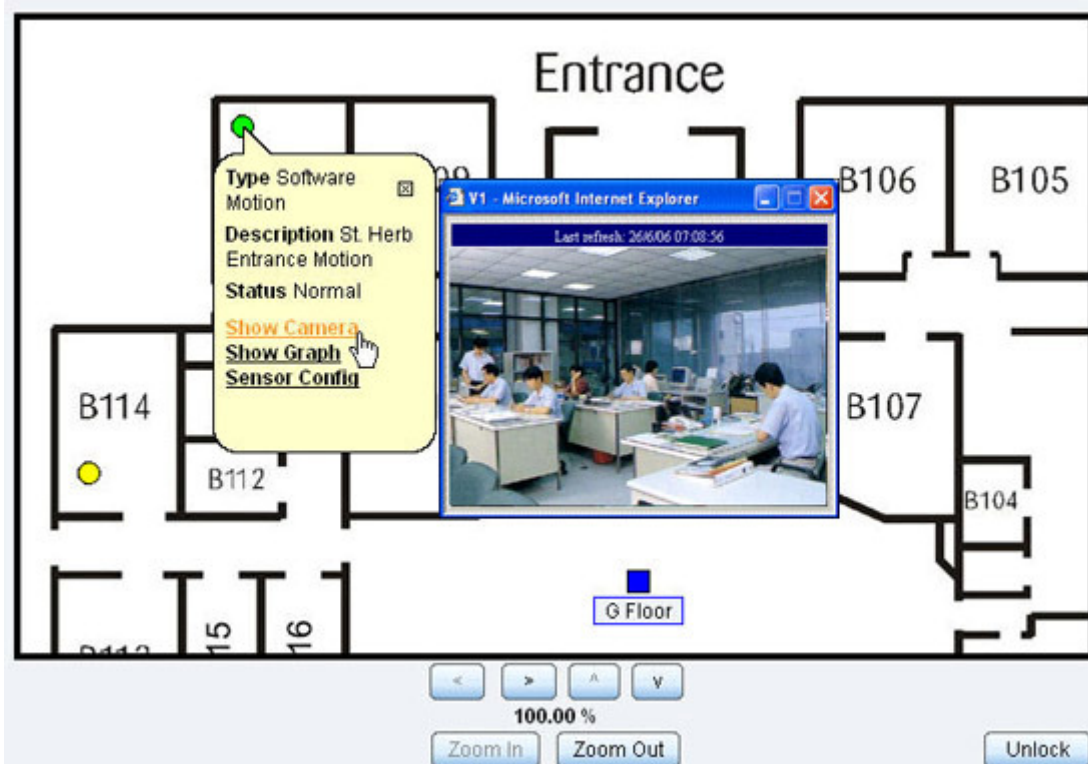 Entrance
B106
B105
Type Software
Motion
Description St. Herb
Entrance Motion
Status Normal
Show Camera
Show Graph
Sensor Config
V1 - Microsoft Internet Explorer
Last refresh: 26/6/06 07:08:56
B114
B107
B112
B104
G Floor
15
16
<
>
^
v
100.00 %
Zoom In
Zoom Out
Unlock